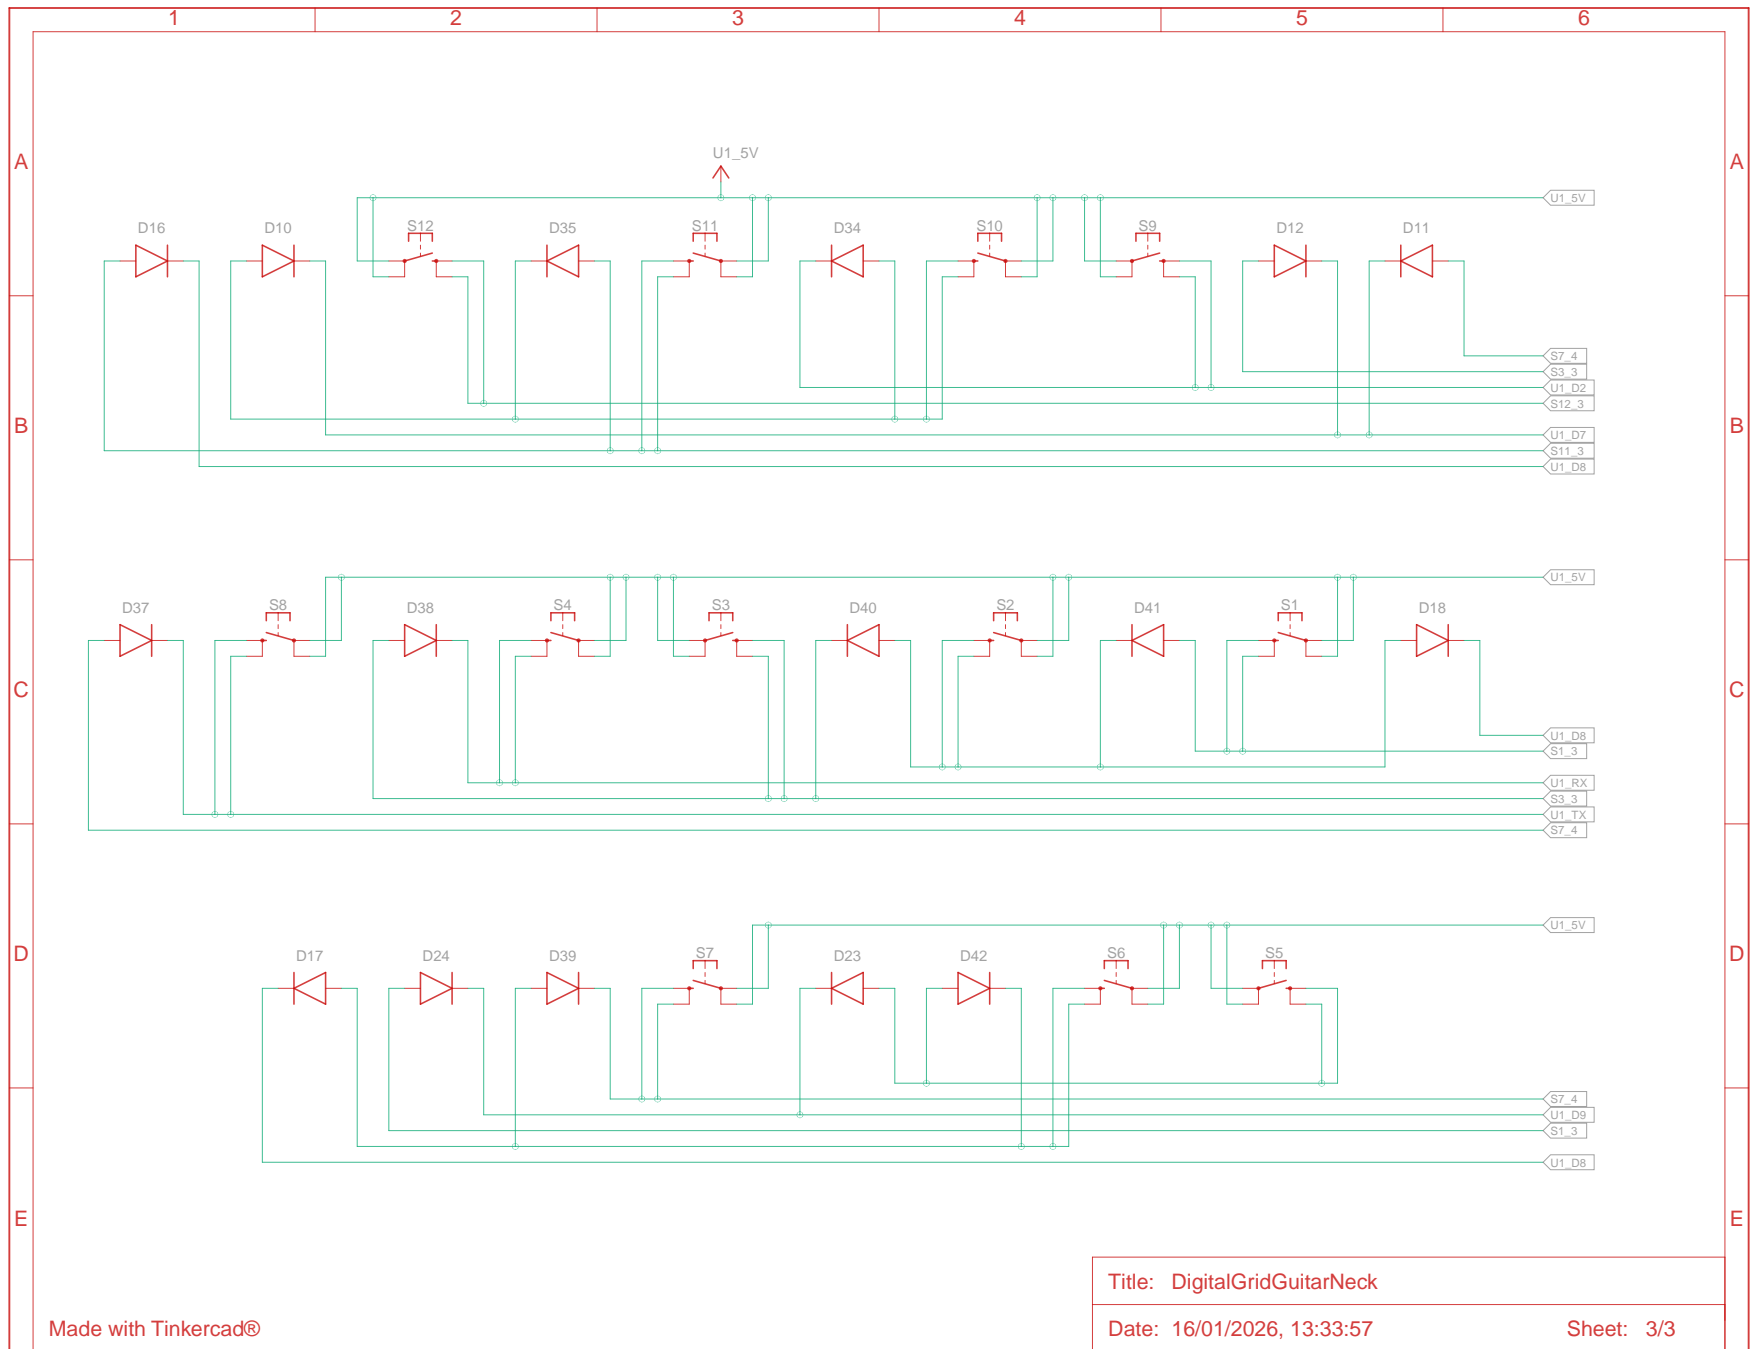 1 2 3 4 5 6
U1_5V
A A
U1_5V
D16 D10 S12 D35 S11 D34 S10 S9 D12 D11
S7_4
S3_3
U1_D2
S12_3
B B
U1_D7
S11_3
U1_D8
U1_5V
D37 S8 D38 S4 S3 D40 S2 D41 S1 D18
C C
U1_D8
S1_3
U1_RX
S3_3
U1_TX
S7_4
U1_5V
D D
D17 D24 D39 S7 D23 D42 S6 S5
S7_4
U1_D9
S1_3
U1_D8
E E
Title: DigitalGridGuitarNeck
Made with Tinkercad®
Date: 16/01/2026, 13:33:57 Sheet: 3/3